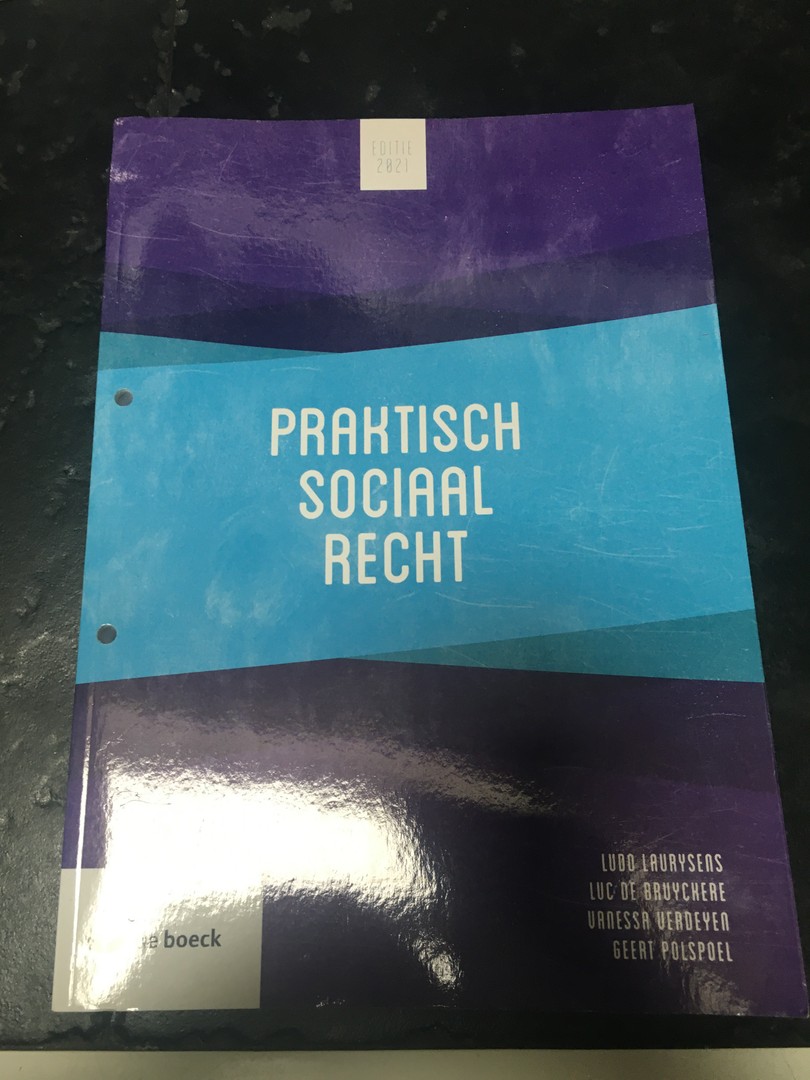 EDITIE
2021
PRAKTISCH
SOCIAAL
RECHT
LUDO LAURYSENS
LUC DE BRUYCKERE
VANESSA VERDEYEN
GEERT POLSPOEL
boeck